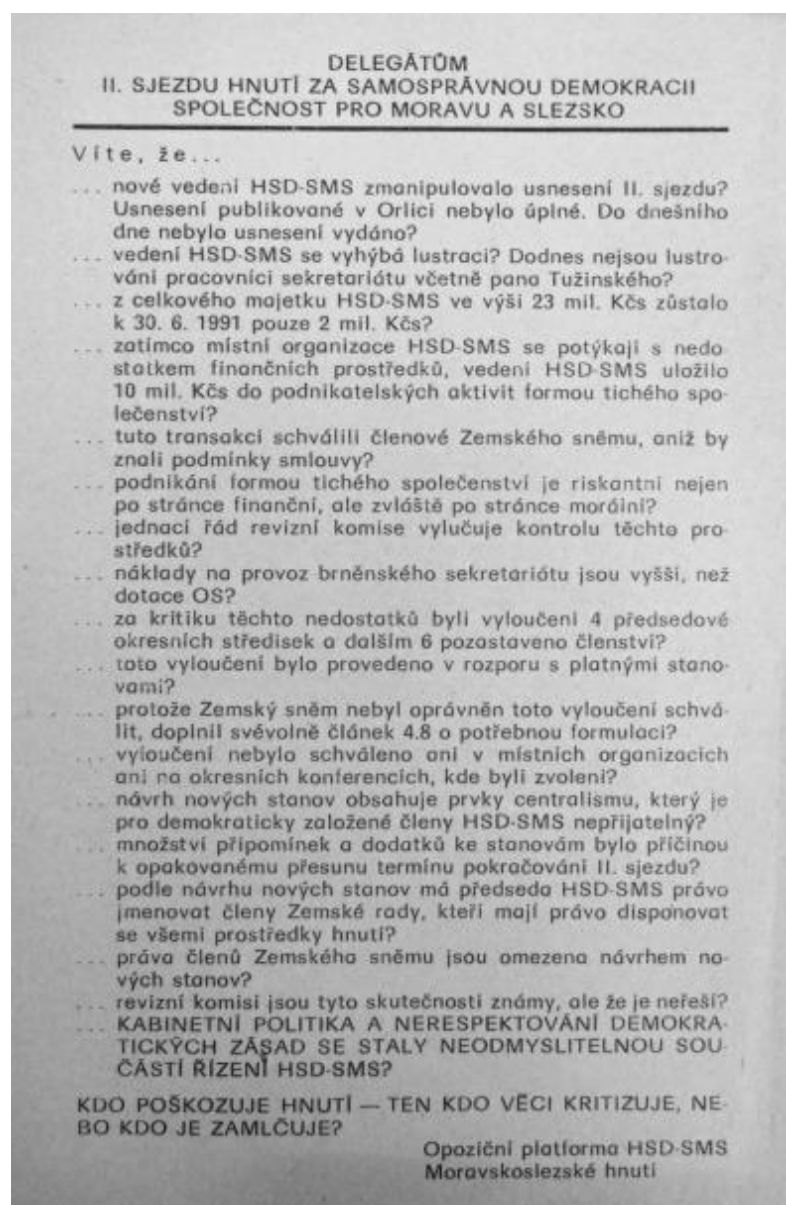 DELEGÁTŮM
II. SJEZDU HNUTÍ ZA SAMOSPRÁVNOU DEMOKRACII
SPOLEČNOST PRO MORAVU A SLEZSKO
Víte, že...
... nové vedení HSD-SMS zmanipulovalo usnesení II. sjezdu?
Usnesení publikované v Orlici nebylo úplné. Do dnešního
dne nebylo usnesení vydáno?
... vedení HSD-SMS se vyhýbá lustraci? Dodnes nejsou lustro-
váni pracovníci sekretariátu včetně pana Tužinského?
... z celkového majetku HSD-SMS ve výši 23 mil. Kčs zůstalo
k 30. 6. 1991 pouze 2 mil. Kčs?
... zatímco místní organizace HSD-SMS se potýkají s nedo-
statkem finančních prostředků, vedení HSD-SMS uložilo
10 mil. Kčs do podnikatelských aktivit formou tichého spo-
lečenství?
... tuto transakci schválili členové Zemského sněmu, aniž by
znali podmínky smlouvy?
... podnikání formou tichého společenství je riskantní nejen
po stránce finanční, ale zvláště po stránce morální?
... jednací řád revizní komise vylučuje kontrolu těchto pro-
středků?
... náklady na provoz brněnského sekretariátu jsou vyšší, než
dotace OS?
... za kritiku těchto nedostatků byli vyloučeni 4 předsedové
okresních středisek a dalším 6 pozastaveno členství?
... toto vyloučení bylo provedeno v rozporu s platnými stano-
vami?
... protože Zemský sněm nebyl oprávněn toto vyloučení schvá-
lit, doplnil svévolně článek 4.8 o potřebnou formulaci?
... vyloučení nebylo schváleno ani v místních organizacích
ani na okresních konferencích, kde byli zvoleni?
... návrh nových stanov obsahuje prvky centralismu, který je
pro demokraticky založené členy HSD-SMS nepřijatelný?
... množství připomínek a dodatků ke stanovám bylo příčinou
k opakovanému přesunu termínu pokračování II. sjezdu?
... podle návrhu nových stanov má předseda HSD-SMS právo
jmenovat členy Zemské rady, kteří mají právo disponovat
se všemi prostředky hnutí?
... práva členů Zemského sněmu jsou omezena návrhem no-
vých stanov?
... revizní komisi jsou tyto skutečnosti známy, ale že je neřeší?
... KABINETNÍ POLITIKA A NERESPEKTOVÁNÍ DEMOKRA-
TICKÝCH ZÁSAD SE STALY NEODMYSLITELNOU SOU-
ČÁSTÍ ŘÍZENÍ HSD-SMS?
KDO POŠKOZUJE HNUTÍ — TEN KDO VĚCI KRITIZUJE, NE-
BO KDO JE ZAMLČUJE?
Opoziční platforma HSD-SMS
Moravskoslezské hnutí